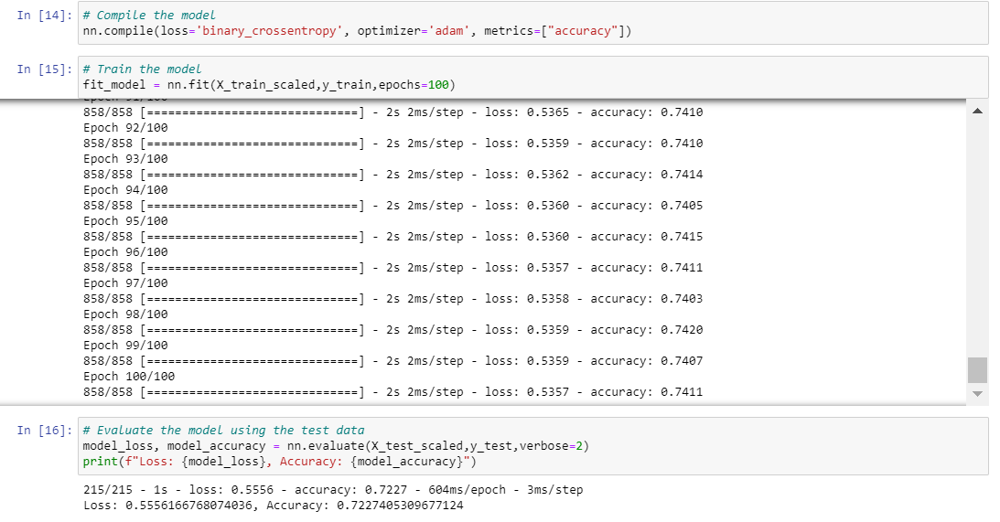 In [14]: # Compile the model
nn.compile(loss='binary_crossentropy', optimizer='adam', metrics=["accuracy"])
In [15]: # Train the model
fit_model = nn.fit(X_train_scaled,y_train,epochs=100)
Epoch 91/100
858/858 [==============================] - 2s 2ms/step - loss: 0.5365 - accuracy: 0.7410
Epoch 92/100
858/858 [==============================] - 2s 2ms/step - loss: 0.5359 - accuracy: 0.7410
Epoch 93/100
858/858 [==============================] - 2s 2ms/step - loss: 0.5362 - accuracy: 0.7414
Epoch 94/100
858/858 [==============================] - 2s 2ms/step - loss: 0.5360 - accuracy: 0.7405
Epoch 95/100
858/858 [==============================] - 2s 2ms/step - loss: 0.5360 - accuracy: 0.7415
Epoch 96/100
858/858 [==============================] - 2s 2ms/step - loss: 0.5357 - accuracy: 0.7411
Epoch 97/100
858/858 [==============================] - 2s 2ms/step - loss: 0.5358 - accuracy: 0.7403
Epoch 98/100
858/858 [==============================] - 2s 2ms/step - loss: 0.5359 - accuracy: 0.7420
Epoch 99/100
858/858 [==============================] - 2s 2ms/step - loss: 0.5359 - accuracy: 0.7407
Epoch 100/100
858/858 [==============================] - 2s 2ms/step - loss: 0.5357 - accuracy: 0.7411
In [16]: # Evaluate the model using the test data
model_loss, model_accuracy = nn.evaluate(X_test_scaled,y_test,verbose=2)
print(f"Loss: {model_loss}, Accuracy: {model_accuracy}")
215/215 - 1s - loss: 0.5556 - accuracy: 0.7227 - 604ms/epoch - 3ms/step
Loss: 0.5556166768074036, Accuracy: 0.7227405309677124